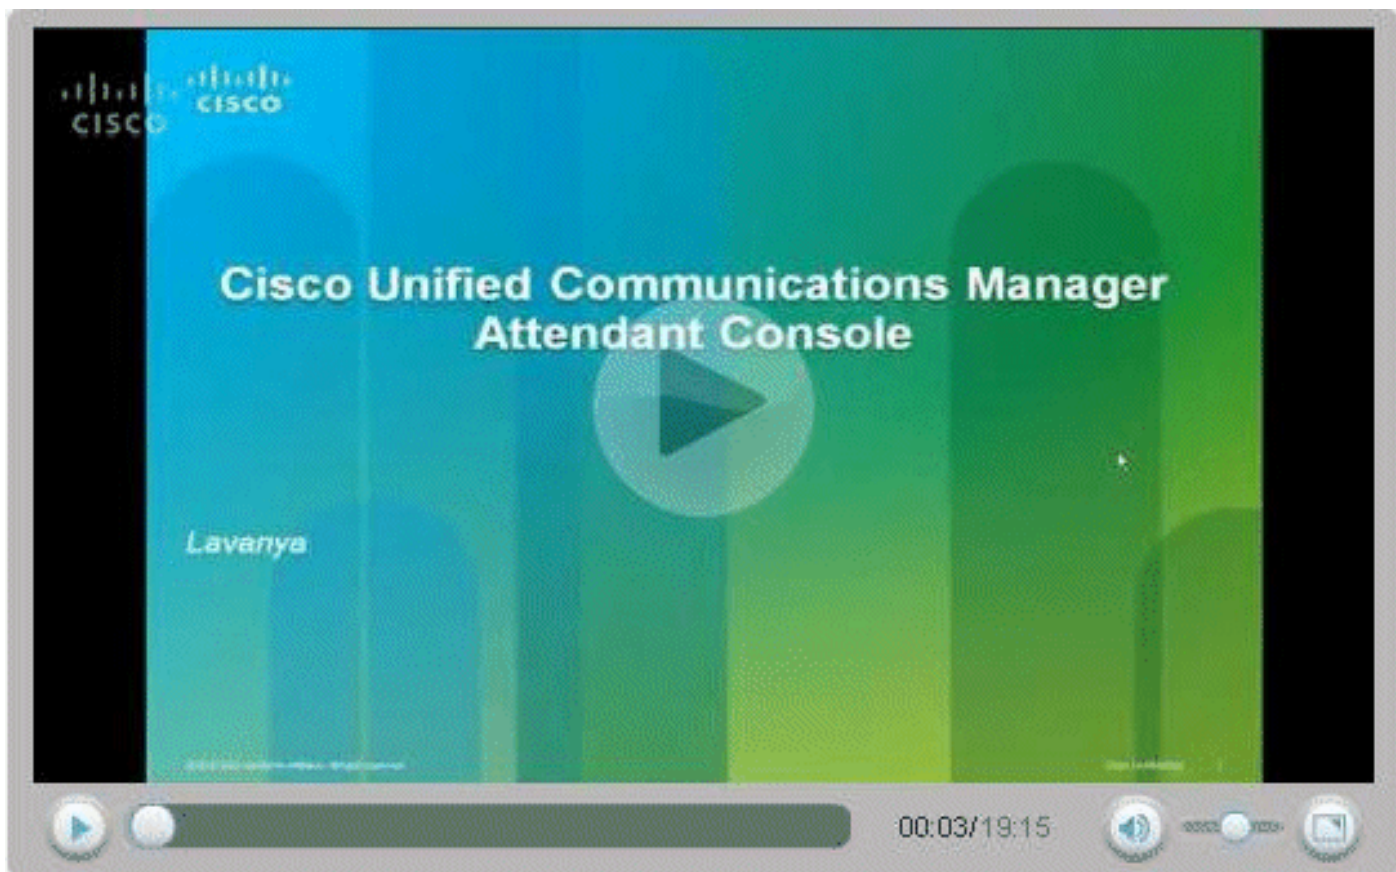 CISCO
CISCO
Cisco Unified Communications Manager
Attendant Console
Lavanya
00:03/19:15